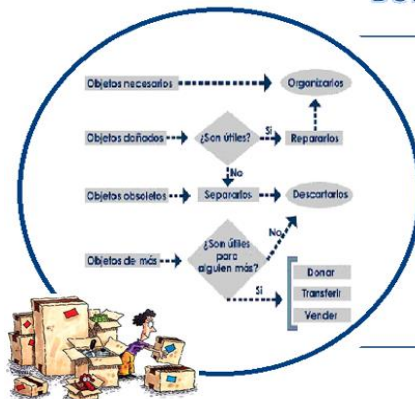 Objetos necesarios
Organizarlos
Objetos dañados
¿Son útiles?
Si
Repararlos
No
Objetos obsoletos
Separarlos
Descartarlos
Objetos de más
¿Son útiles
para
alguien más?
No
Si
Donar
Transferir
Vender